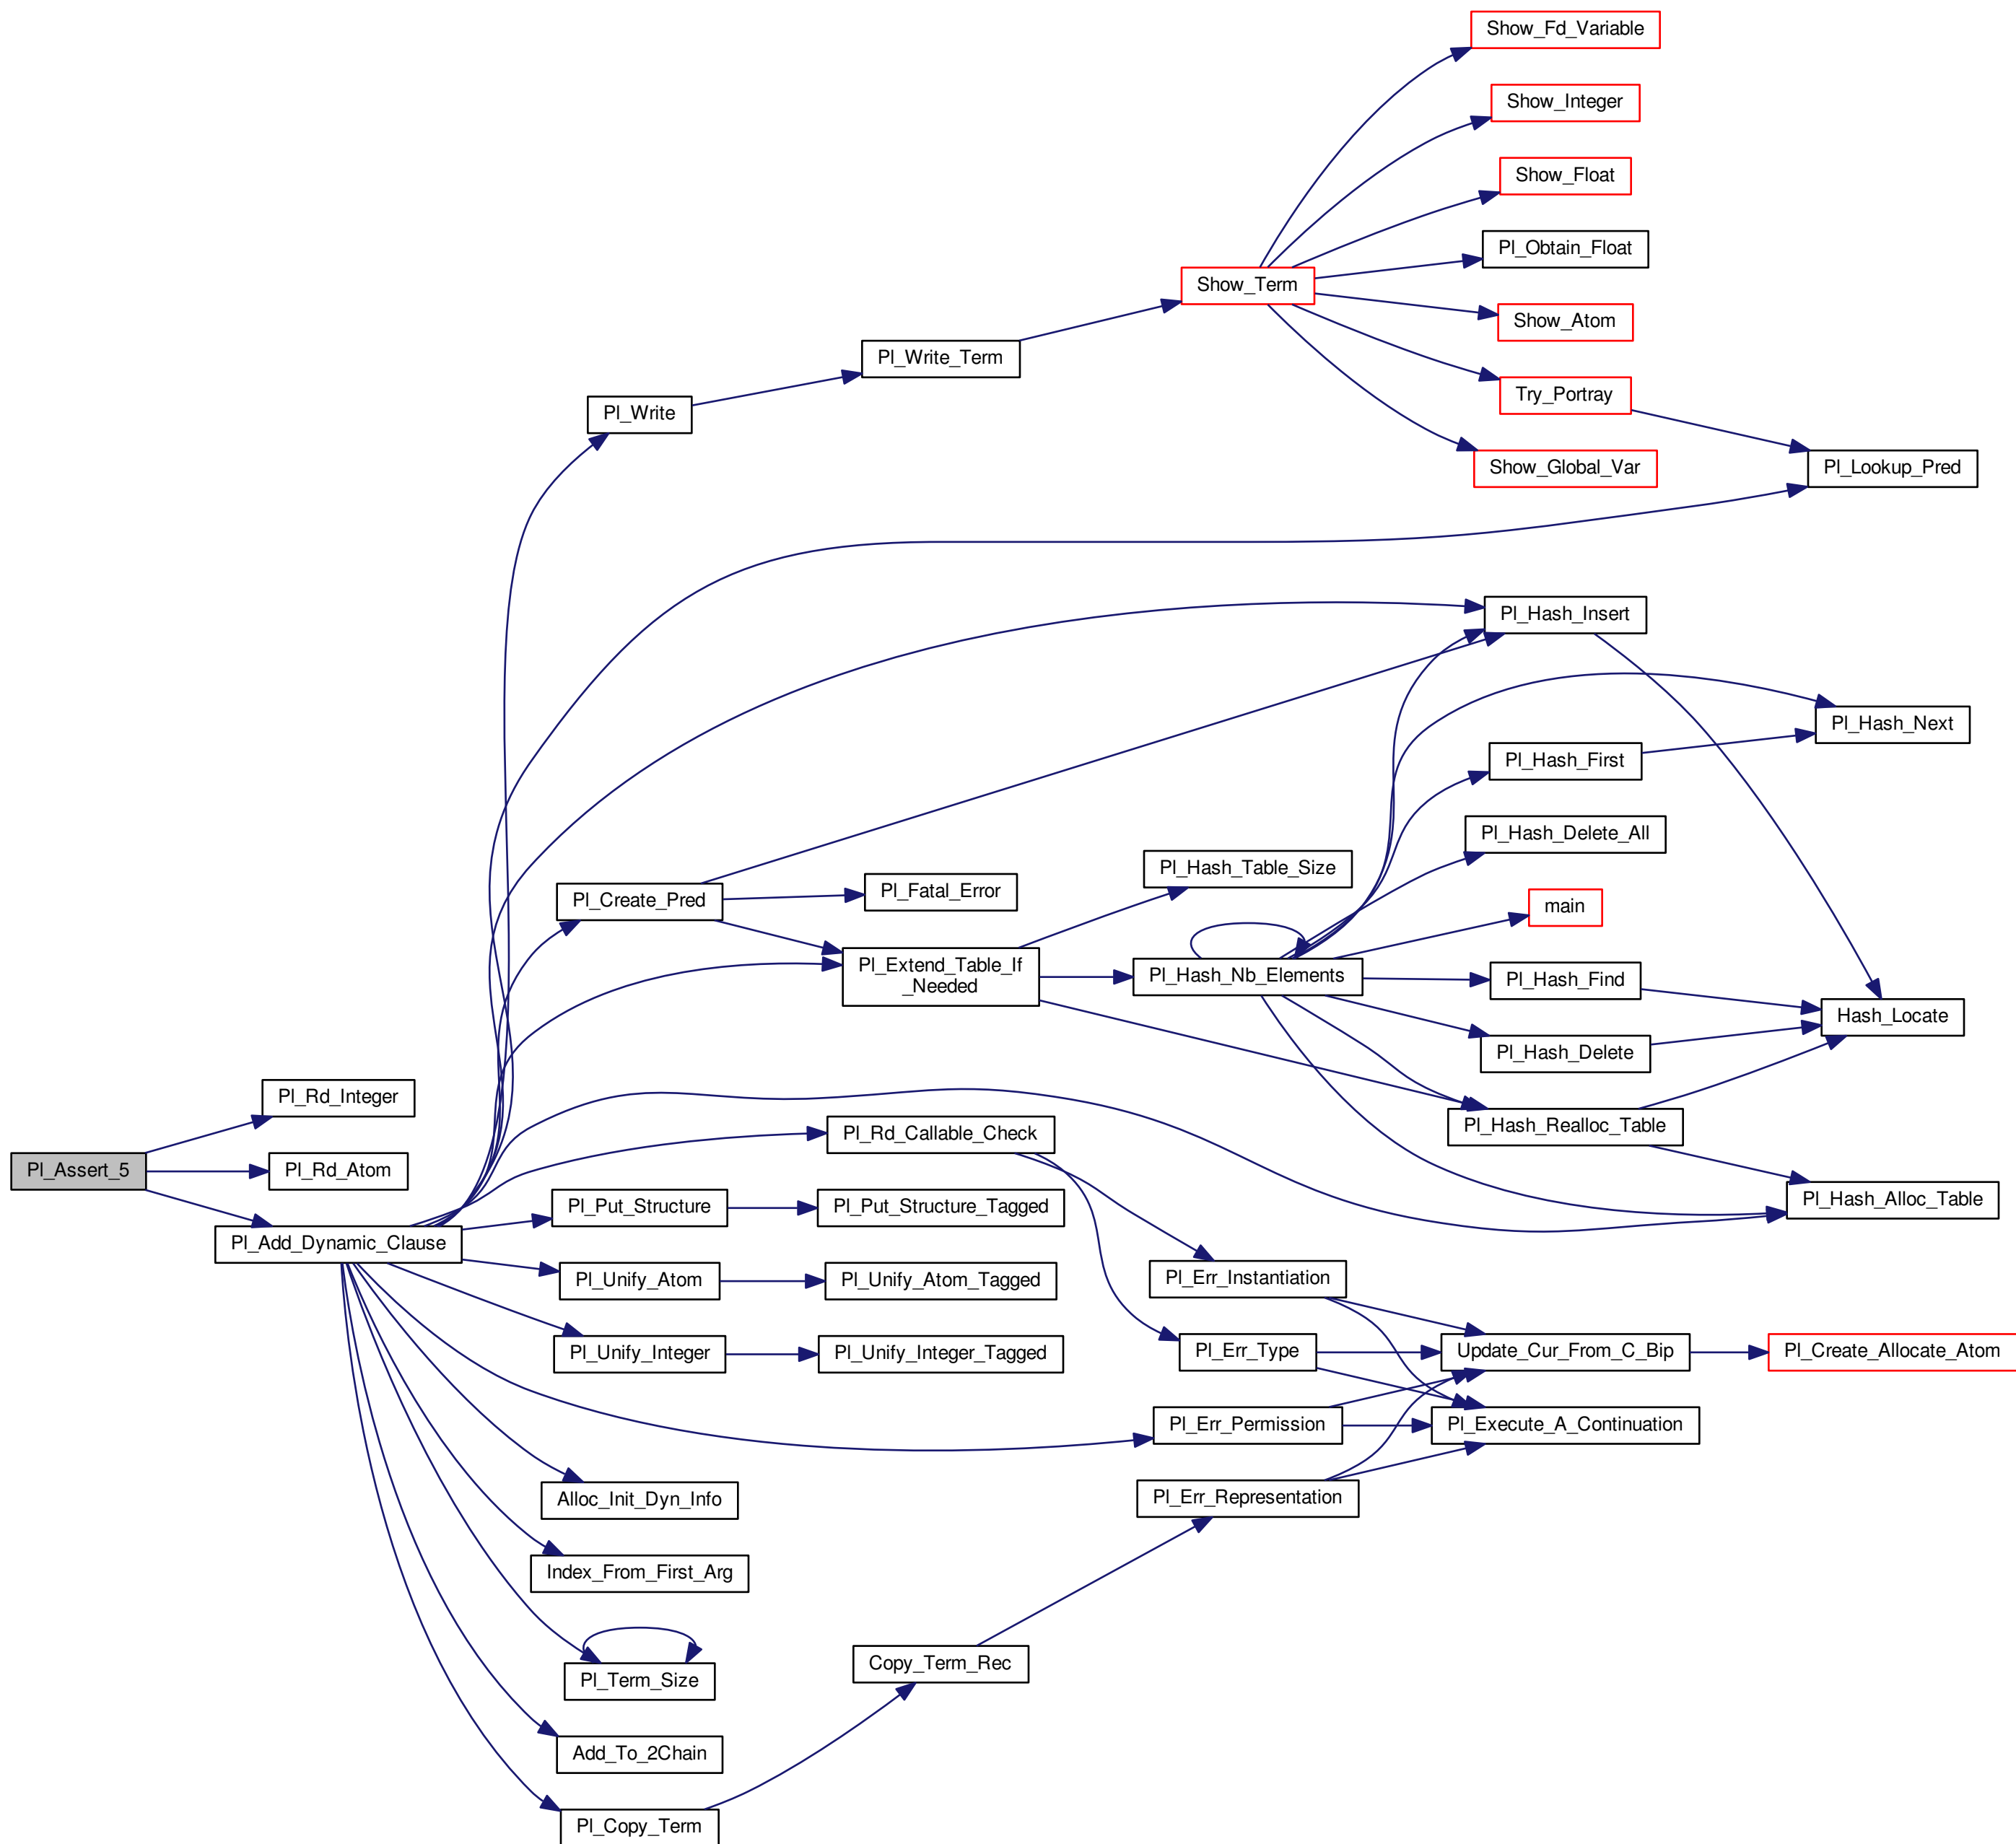 Show_Fd_Variable
Show_Integer
Show_Float
Pl_Obtain_Float
Show_Term
Show_Atom
Pl_Write_Term
Try_Portray
Pl_Write
Show_Global_Var
Pl_Lookup_Pred
Pl_Hash_Insert
Pl_Hash_Next
Pl_Hash_First
Pl_Hash_Delete_All
Pl_Hash_Table_Size
Pl_Fatal_Error
Pl_Create_Pred
main
Pl_Extend_Table_If
_Needed
Pl_Hash_Nb_Elements
Pl_Hash_Find
Hash_Locate
Pl_Hash_Delete
Pl_Rd_Integer
Pl_Hash_Realloc_Table
Pl_Rd_Callable_Check
Pl_Assert_5
Pl_Rd_Atom
Pl_Hash_Alloc_Table
Pl_Put_Structure
Pl_Put_Structure_Tagged
Pl_Add_Dynamic_Clause
Pl_Err_Instantiation
Pl_Unify_Atom
Pl_Unify_Atom_Tagged
Pl_Unify_Integer
Pl_Unify_Integer_Tagged
Pl_Err_Type
Update_Cur_From_C_Bip
Pl_Create_Allocate_Atom
Pl_Err_Permission
Pl_Execute_A_Continuation
Alloc_Init_Dyn_Info
Pl_Err_Representation
Index_From_First_Arg
Pl_Term_Size
Copy_Term_Rec
Add_To_2Chain
Pl_Copy_Term